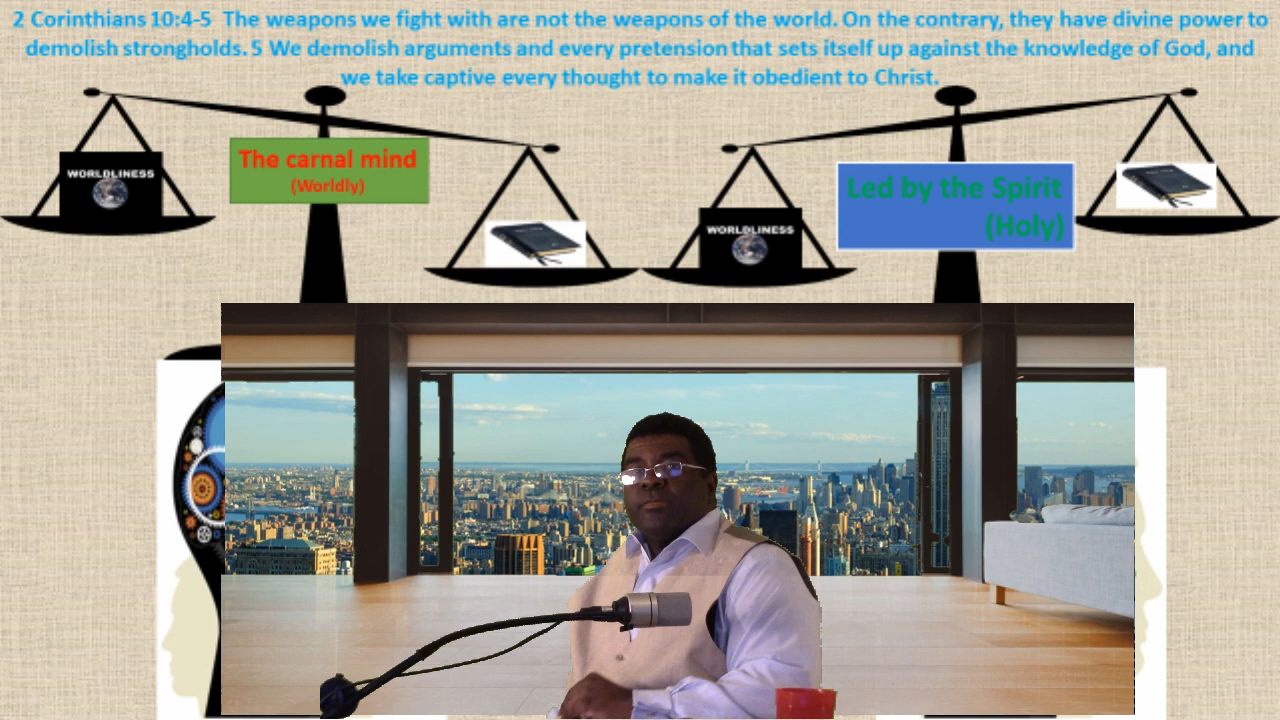 2 Corinthians 10:4-5  The weapons we fight with are not the weapons of the world. On the contrary, they have divine power to
demolish strongholds. 5 We demolish arguments and every pretension that sets itself up against the knowledge of God, and
we take captive every thought to make it obedient to Christ.
WORLDLINESS
The carnal mind
(Worldly)
WORLDLINESS
Led by the Spirit
(Holy)